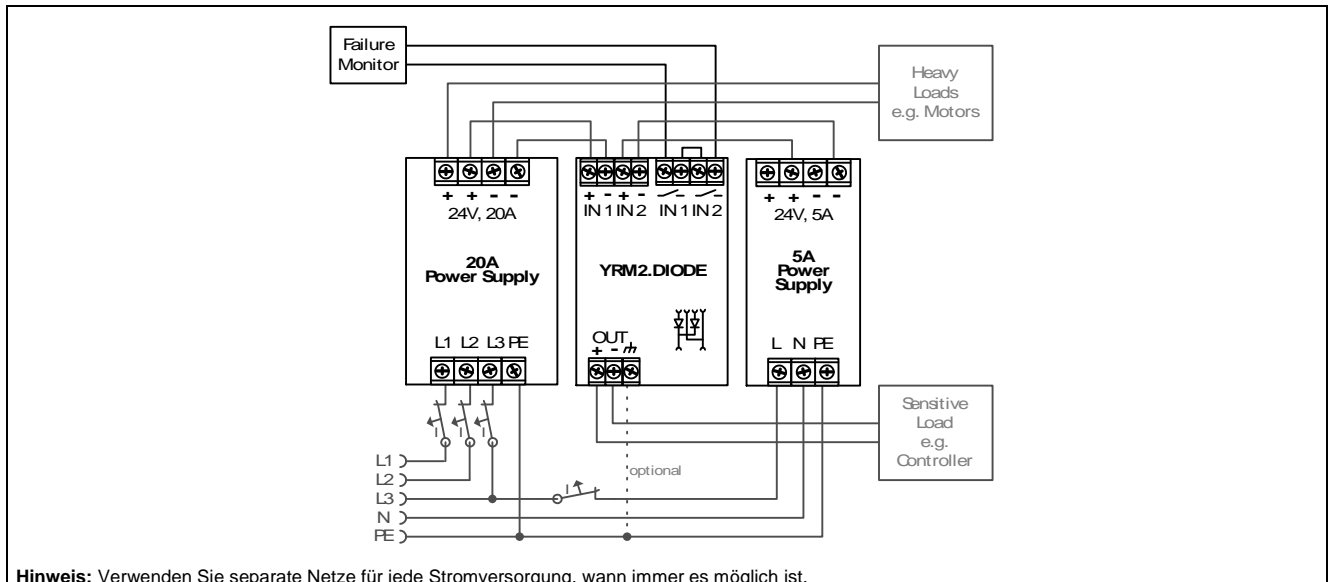 Failure
Monitor
Heavy
Loads
e.g. Motors
+ + - -
24V, 20A
20A
Power Supply
L1 L2 L3 PE
+ - + -
IN 1 IN 2 IN 1 IN 2
YRM2.DIODE
OUT
+ -
+ + - -
24V, 5A
5A
Power
Supply
L N PE
Sensitive
Load
e.g.
Controller
I I I
L1
L2
optional
L3
I
N
PE
Hinweis: Verwenden Sie separate Netze für jede Stromversorgung, wann immer es möglich ist.